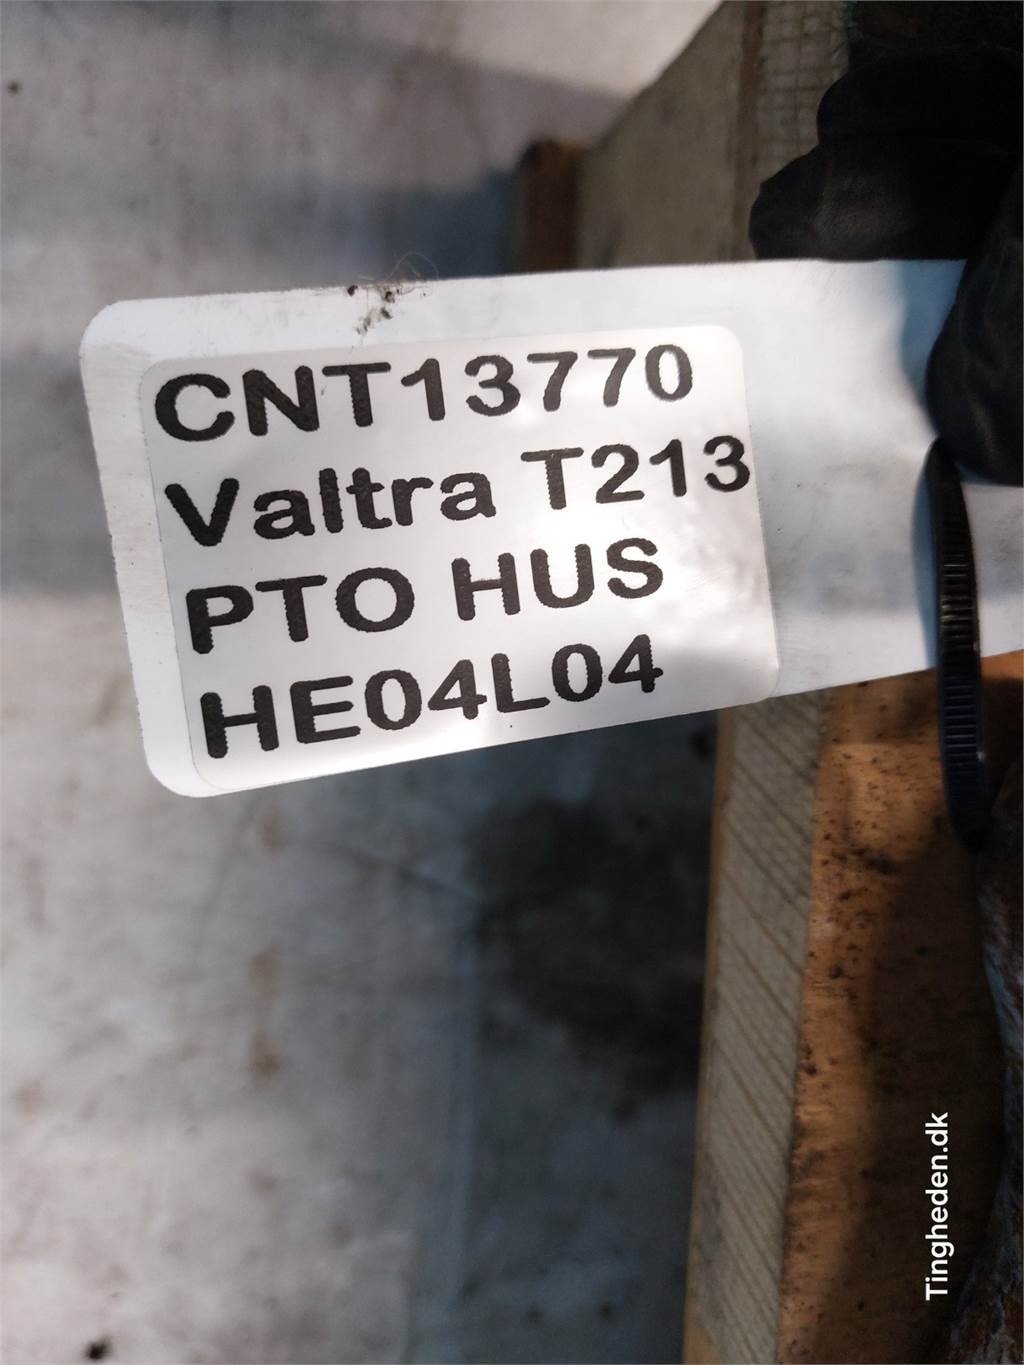 CNT13770
Valtra T213
PTO HUS
HE04L04
Tingheden.dk